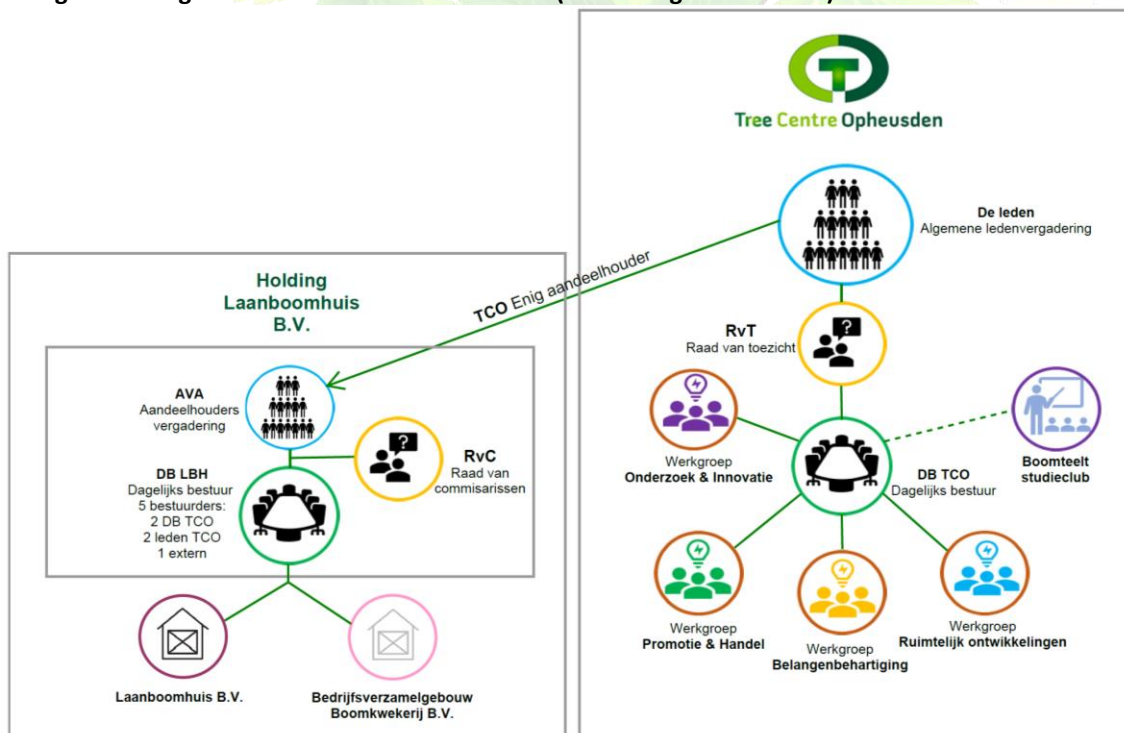 Tree Centre Opheusden
De leden
Algemene ledenvergadering
TCO Enig aandeelhouder
RvT
Raad van toezicht
Werkgroep
Onderzoek & Innovatie
DB TCO
Dagelijks bestuur
Boomteelt
studieclub
Werkgroep
Promotie & Handel
Werkgroep
Belangenbehartiging
Werkgroep
Ruimtelijk ontwikkelingen
Holding
Laanboomhuis
B.V.
AVA
Aandeelhouders
vergadering
RvC
Raad van
commisarissen
DB LBH
Dagelijks bestuur
5 bestuurders:
2 DB TCO
2 leden TCO
1 extern
Laanboomhuis B.V.
Bedrijfsverzamelgebouw
Boomkwekerij B.V.